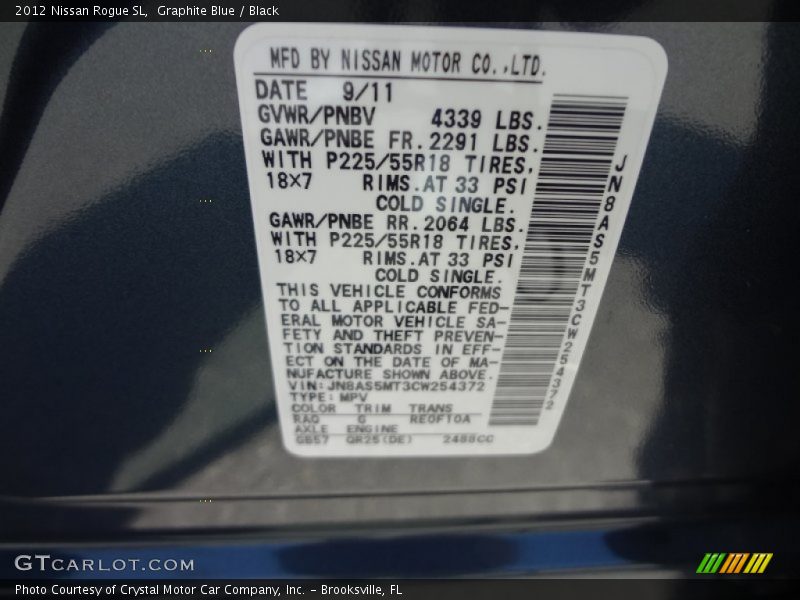 2012 Nissan Rogue SL,  Graphite Blue / Black
MFD BY NISSAN MOTOR CO.,LTD.
DATE 9/11
GVWR/PNBV 4339 LBS.
GAWR/PNBE FR.2291 LBS.
WITH P225/55R18 TIRES,
18×7 RIMS.AT 33 PSI
COLD SINGLE.
GAWR/PNBE RR.2064 LBS.
WITH P225/55R18 TIRES.
18×7 RIMS.AT 33 PSI
COLD SINGLE.
THIS VEHICLE CONFORMS
TO ALL APPLICABLE FED-
ERAL MOTOR VEHICLE SA-
FETY AND THEFT PREVEN-
TION STANDARDS IN EFF-
ECT ON THE DATE OF MA-
NUFACTURE SHOWN ABOVE.
VIN:JN8AS5MT3CW254372
TYPE: MPV
COLOR TRIM TRANS
RAQ G RE0F10A
AXLE ENGINE
GB57 QR25(DE) 2488CC
JN8AS5MT3CW254372
GTCARLOT.COM
Photo Courtesy of Crystal Motor Car Company, Inc. – Brooksville, FL